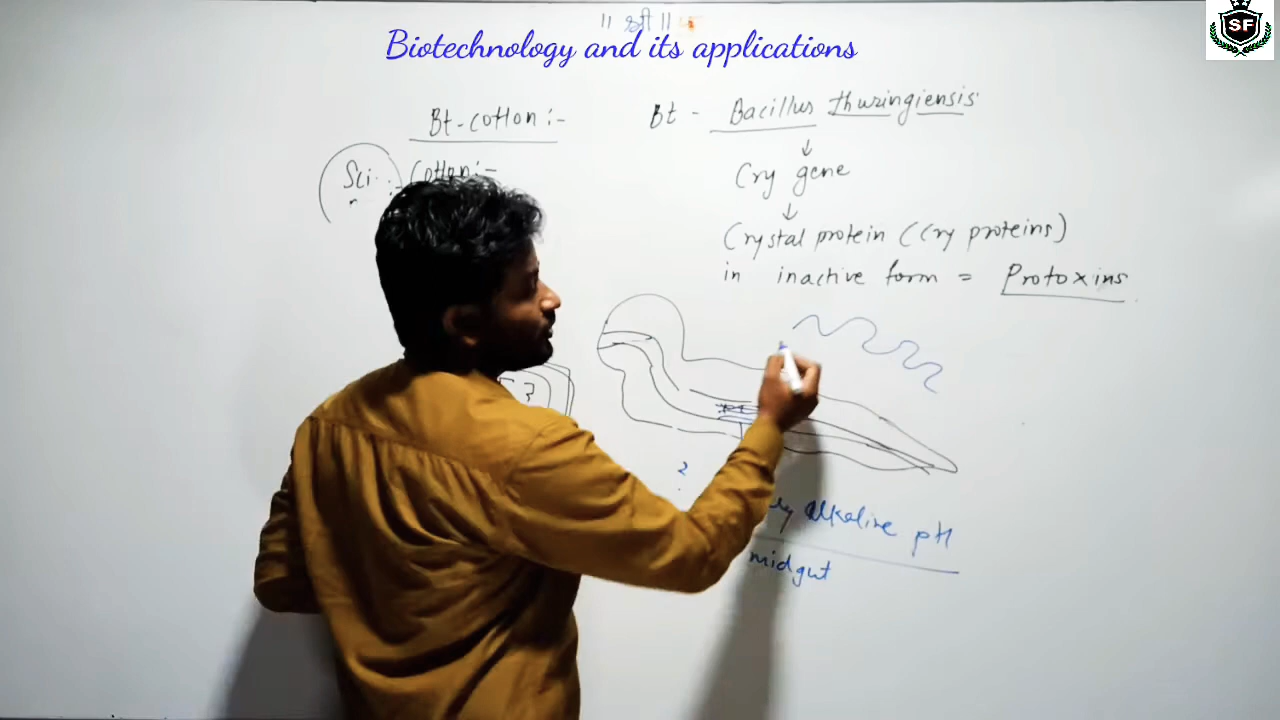 ॥ श्री ॥
Biotechnology and its applications
SF
Bt-cotton :-
Sci. :- Cotton :-
Bt - Bacillus thuringiensis
↓
Cry gene
↓
Crystal protein (Cry proteins)
in inactive form = Protoxins
alkaline pH
midgut